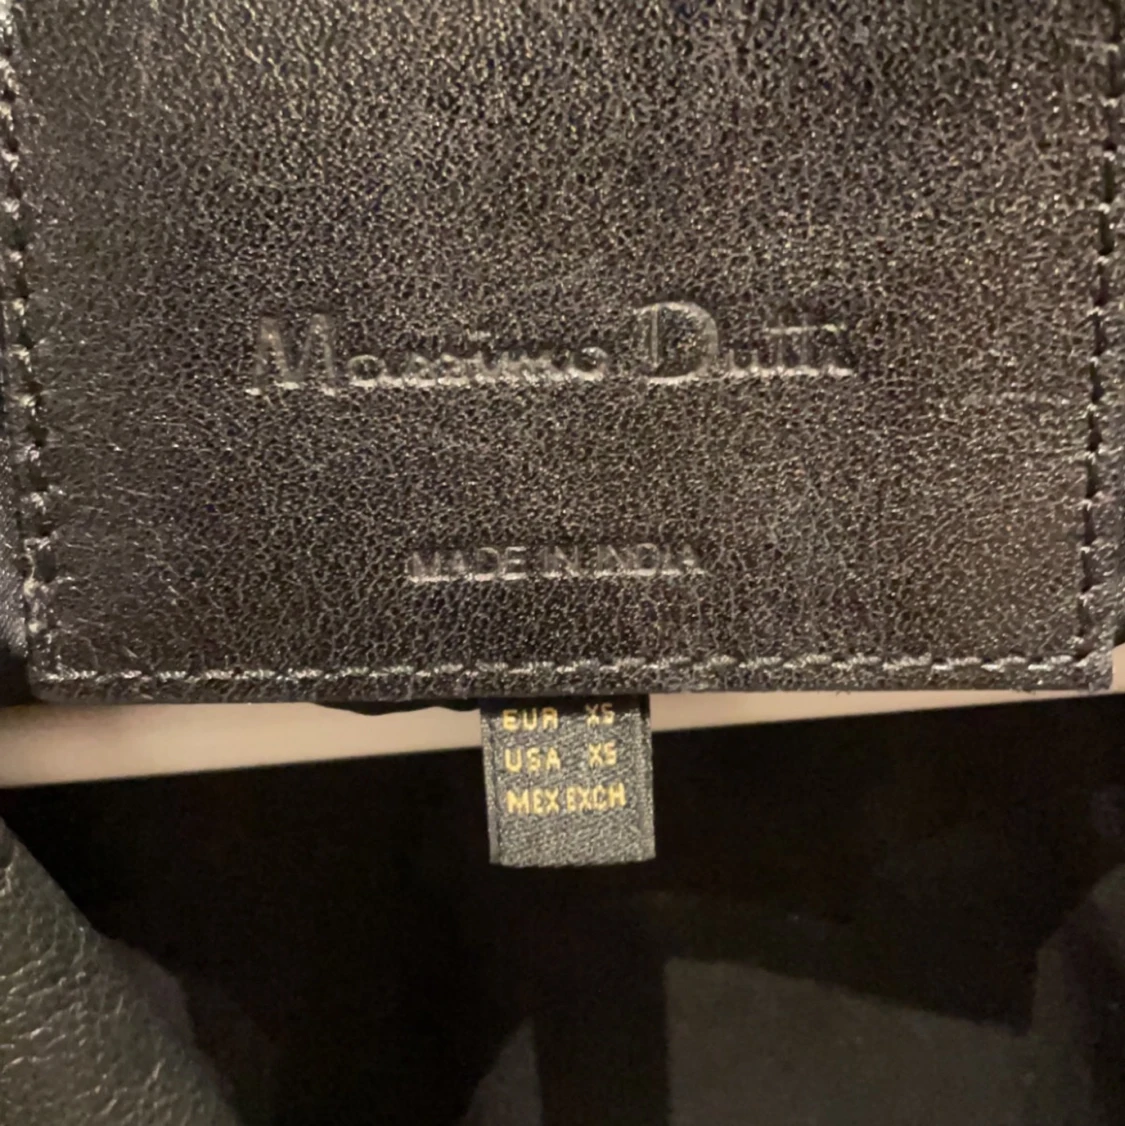 Massimo Dutti
MADE IN INDIA
EUR XS
USA XS
MEX EXCH